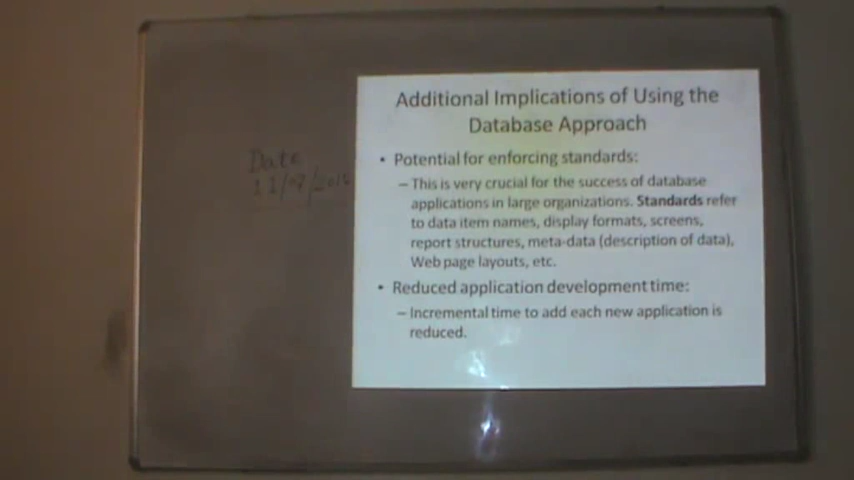 Additional Implications of Using the
Database Approach
• Potential for enforcing standards:
– This is very crucial for the success of database
applications in large organizations. Standards refer
to data item names, display formats, screens,
report structures, meta-data (description of data),
Web page layouts, etc.
• Reduced application development time:
– Incremental time to add each new application is
reduced.
Date